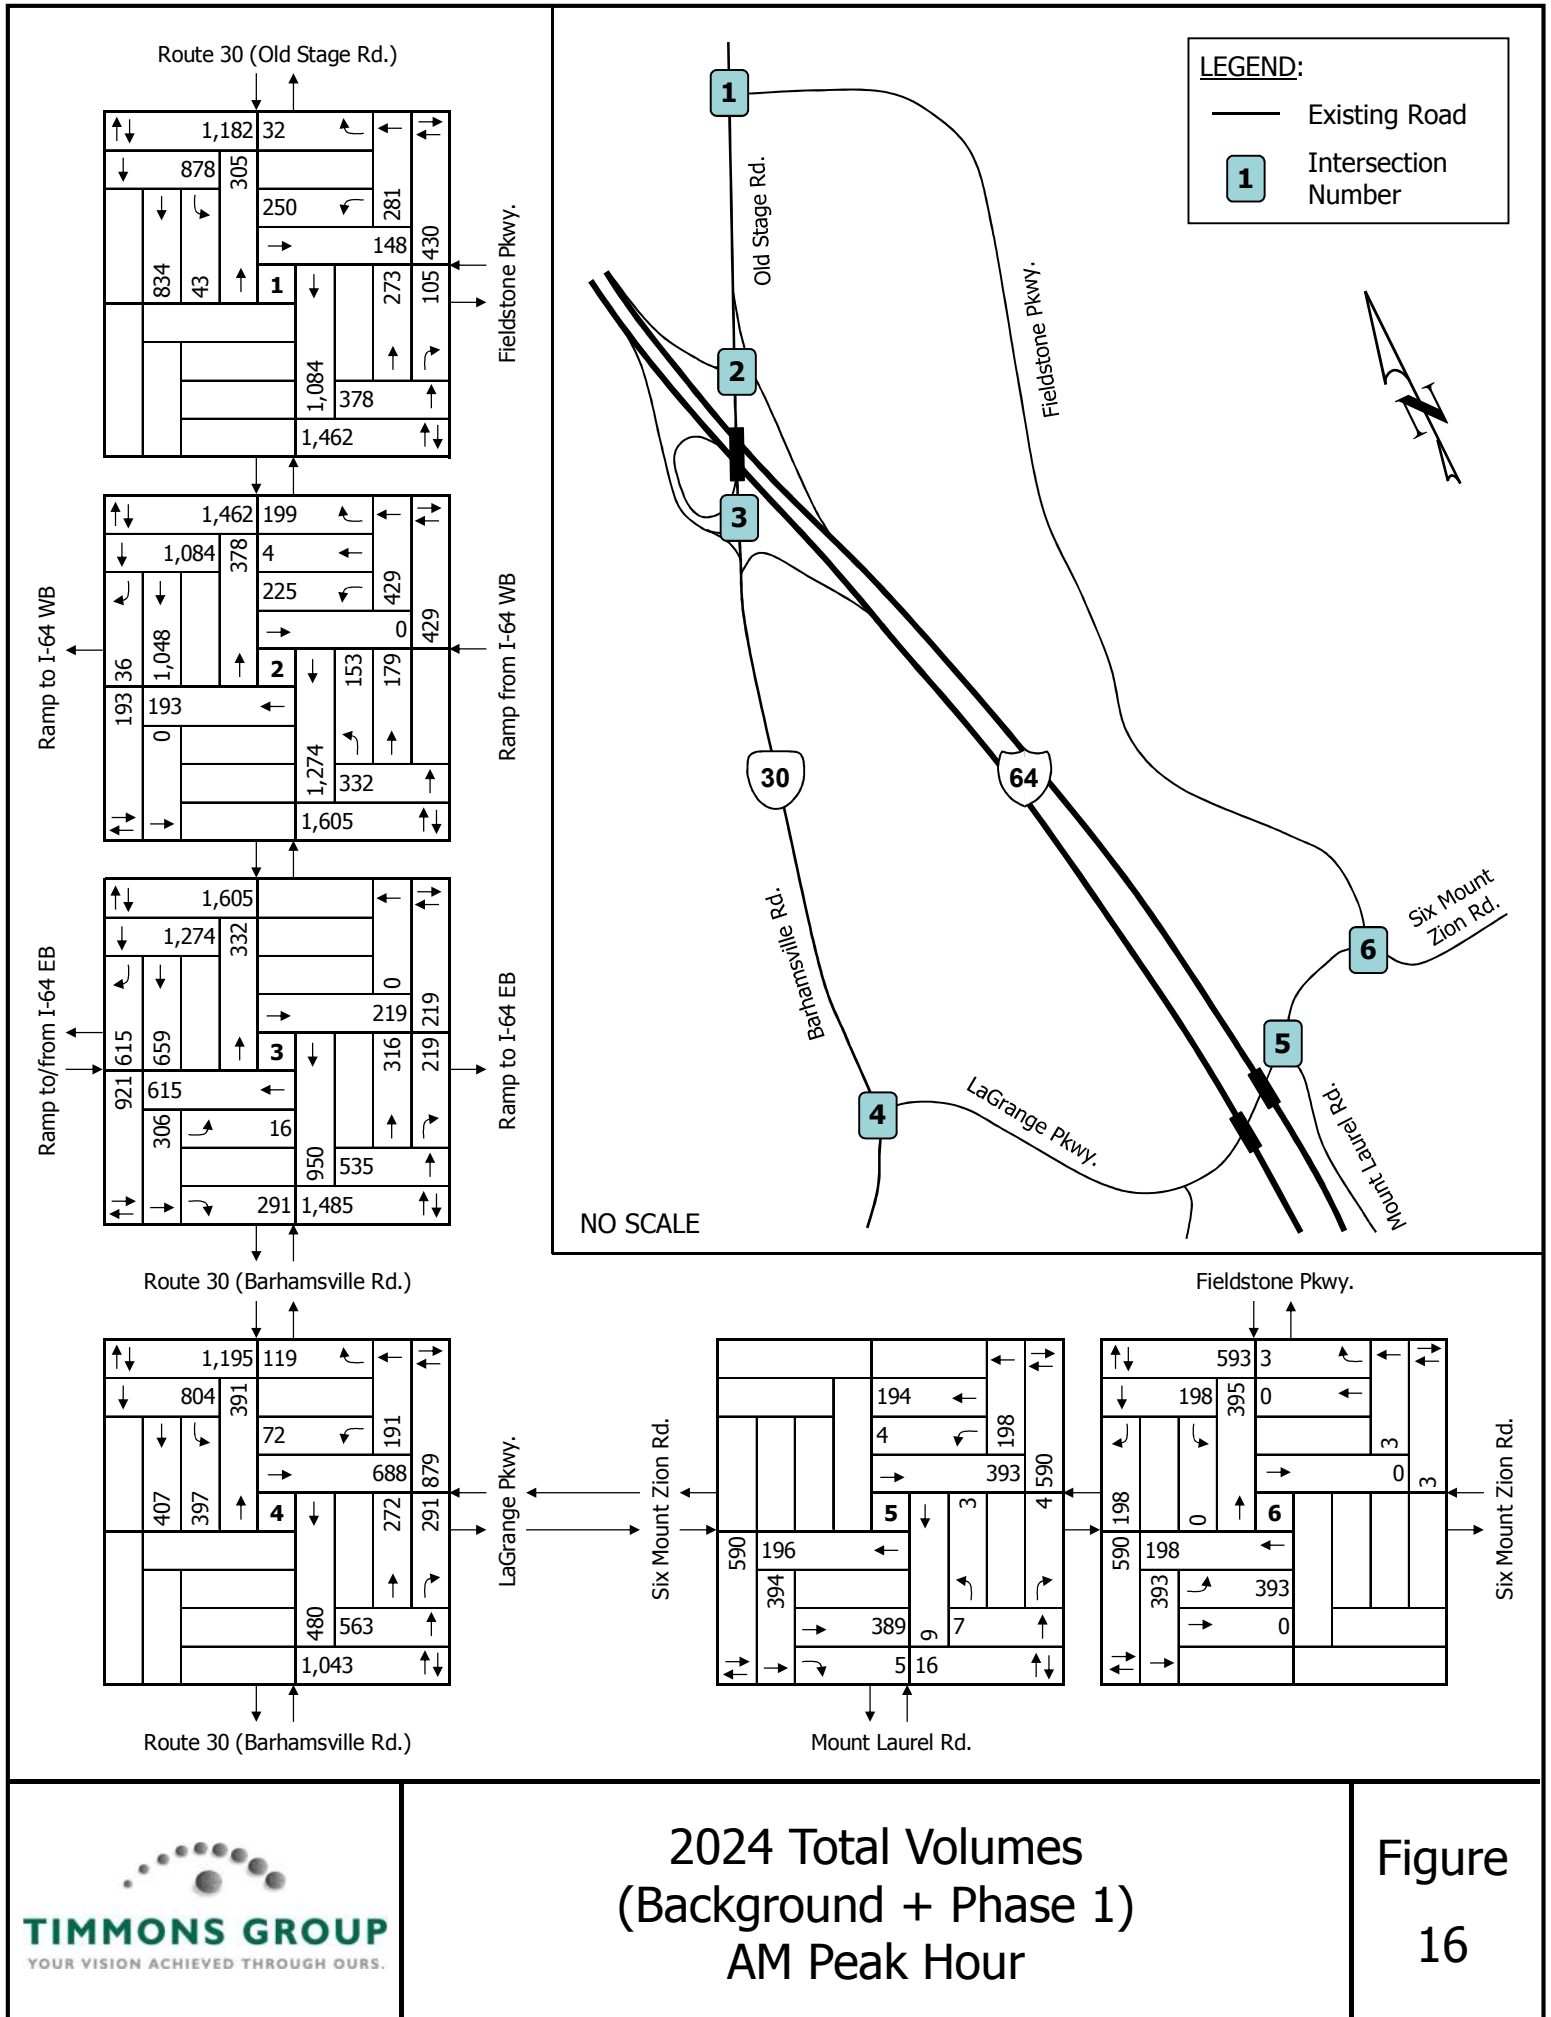 Route 30 (Old Stage Rd.)
1,182 32
878 305
250 281
148 430
834 43 1 273 105
Fieldstone Pkwy.
1,084 378
1,462
1,462 199
1,084 378 4
225 429
0 429
36 1,048 2 153 179
193 193
0
1,274 332
1,605
Ramp to I-64 WB
Ramp from I-64 WB
1,605
1,274 332
0
219 219
615 659 3 316 219
921 615
306 16
950 535
291 1,485
Ramp to/from I-64 EB
Ramp to I-64 EB
Route 30 (Barhamsville Rd.)
1,195 119
804 391
72 191
688 879
407 397 4 272 291
480 563
1,043
LaGrange Pkwy.
Route 30 (Barhamsville Rd.)
LEGEND:
Existing Road
1 Intersection
Number
1
Old Stage Rd.
Fieldstone Pkwy.
2
3
30
64
Barhamsville Rd.
Six Mount
Zion Rd.
6
5
4
LaGrange Pkwy.
Mount Laurel Rd.
N
NO SCALE
Six Mount Zion Rd.
194
4 198
393 590
5 3 4
590 196
394
389 9 7
5 16
Mount Laurel Rd.
Fieldstone Pkwy.
593 3
198 395 0
3
0 3
198 0 6
590 198
393 393
0
Six Mount Zion Rd.
TIMMONS GROUP
YOUR VISION ACHIEVED THROUGH OURS.
2024 Total Volumes
(Background + Phase 1)
AM Peak Hour
Figure
16